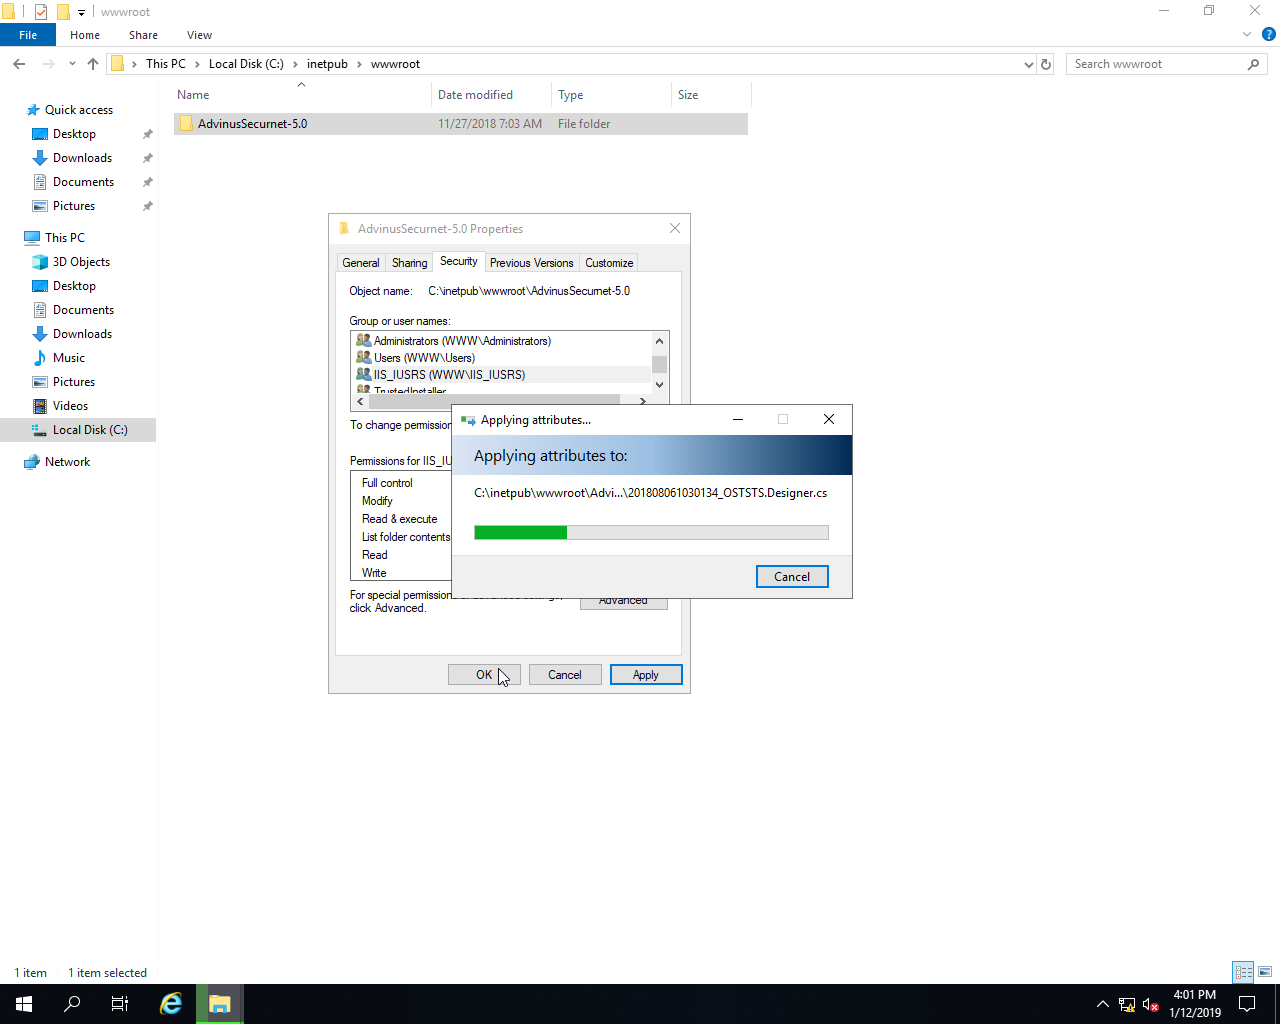 wwwroot
File
Home
Share
View
This PC
Local Disk (C:)
inetpub
wwwroot
Search wwwroot
Name
Date modified
Type
Size
Quick access
Desktop
Downloads
Documents
Pictures
This PC
3D Objects
Desktop
Documents
Downloads
Music
Pictures
Videos
Local Disk (C:)
Network
AdvinusSecurnet-5.0
11/27/2018 7:03 AM
File folder
AdvinusSecurnet-5.0 Properties
General
Sharing
Security
Previous Versions
Customize
Object name:
C:\inetpub\wwwroot\AdvinusSecurnet-5.0
Group or user names:
Administrators (WWW\Administrators)
Users (WWW\Users)
IIS_IUSRS (WWW\IIS_IUSRS)
TrustedInstaller
To change permission
Permissions for IIS_IU
Full control
Modify
Read & execute
List folder contents
Read
Write
For special permissions or advanced settings,
click Advanced.
Advanced
OK
Cancel
Apply
Applying attributes...
Applying attributes to:
C:\inetpub\wwwroot\Advi...\201808061030134_OSTSTS.Designer.cs
Cancel
1 item
1 item selected
4:01 PM
1/12/2019